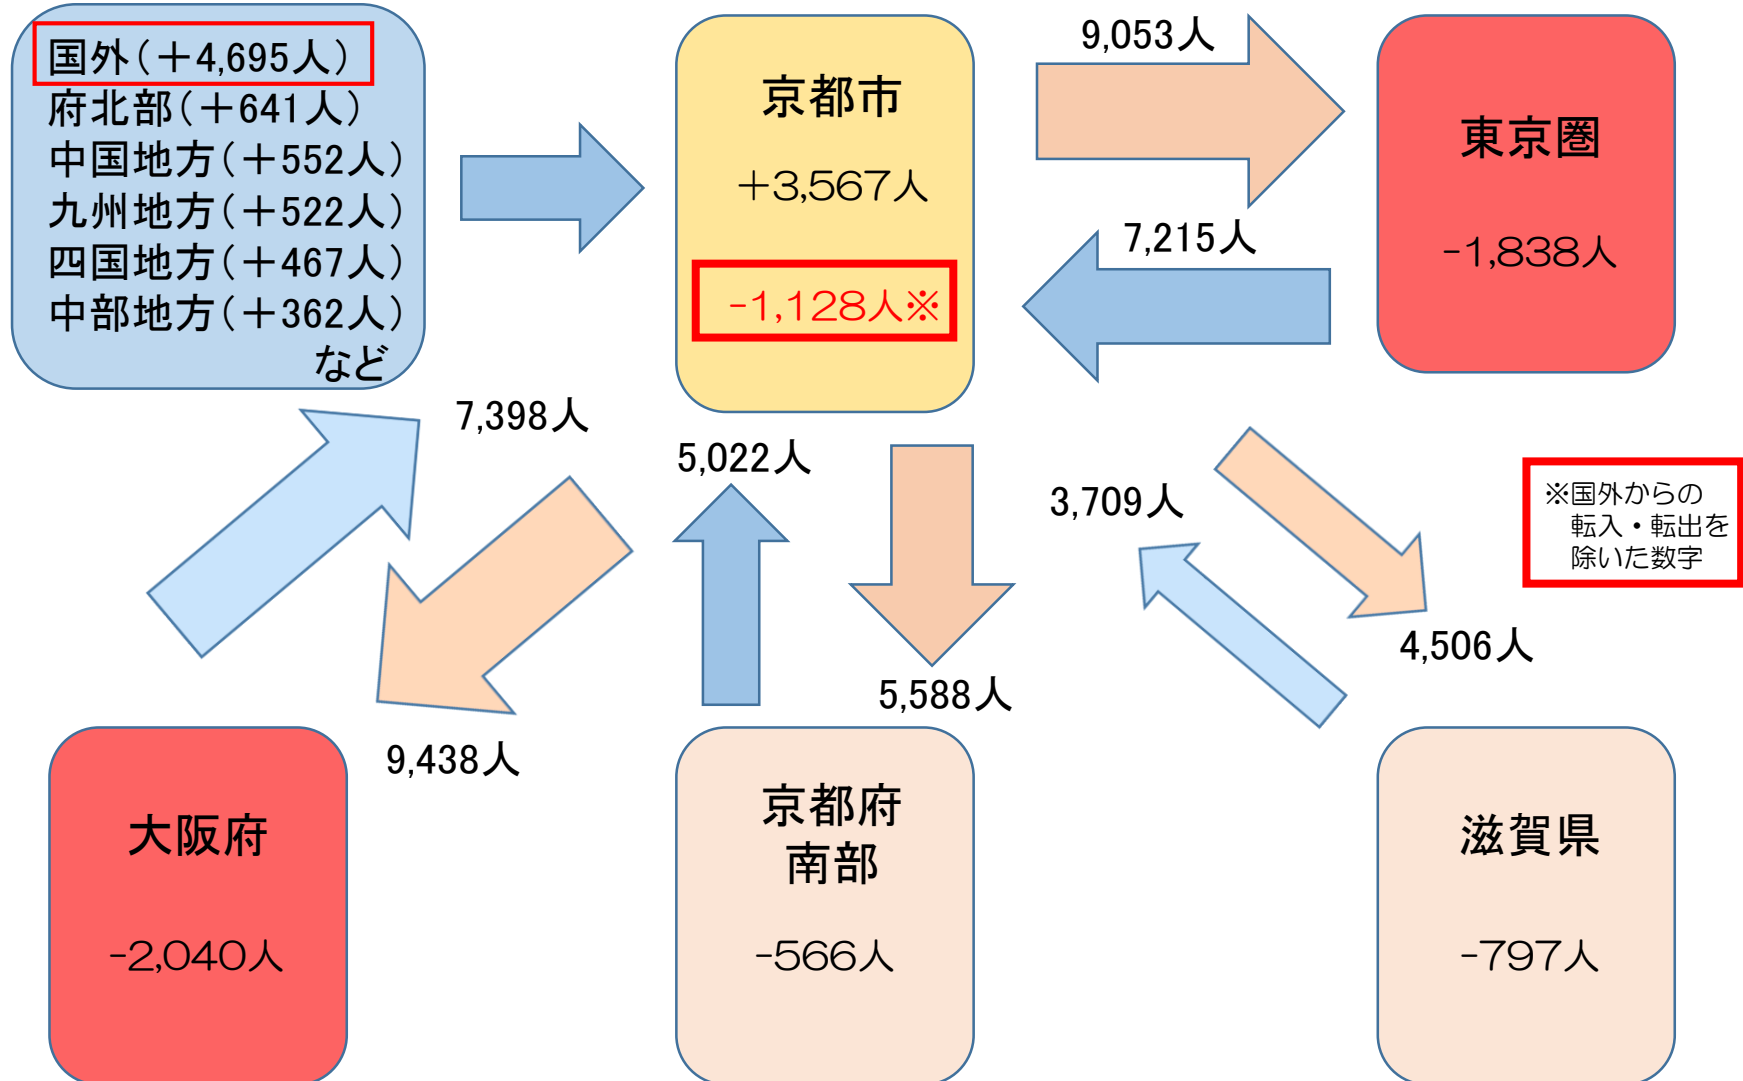 国外（＋4,695人）
府北部（＋641人）
中国地方（＋552人）
九州地方（＋522人）
四国地方（＋467人）
中部地方（＋362人）
など
京都市
＋3,567人
-1,128人※
9,053人
7,215人
東京圏
-1,838人
7,398人
9,438人
5,022人
5,588人
3,709人
4,506人
※国外からの
転入・転出を
除いた数字
大阪府
-2,040人
京都府
南部
-566人
滋賀県
-797人